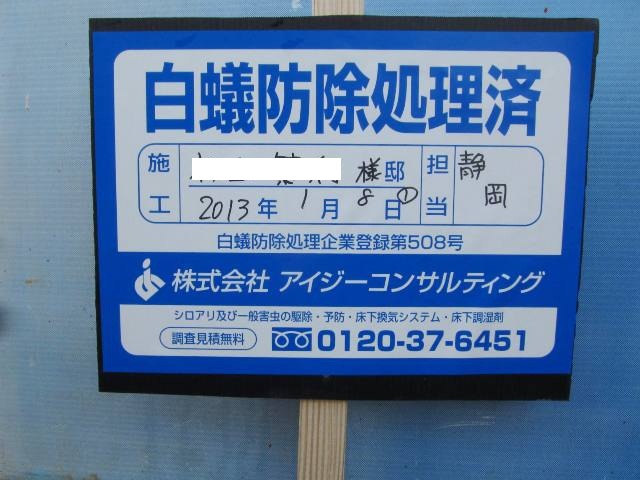 白蟻防除処理済
施工 様邸 担当 静岡
2013年 1月 8日①
白蟻防除処理企業登録第508号
株式会社 アイジーコンサルティング
シロアリ及び一般害虫の駆除・予防・床下換気システム・床下調湿剤
調査見積無料 0120-37-6451